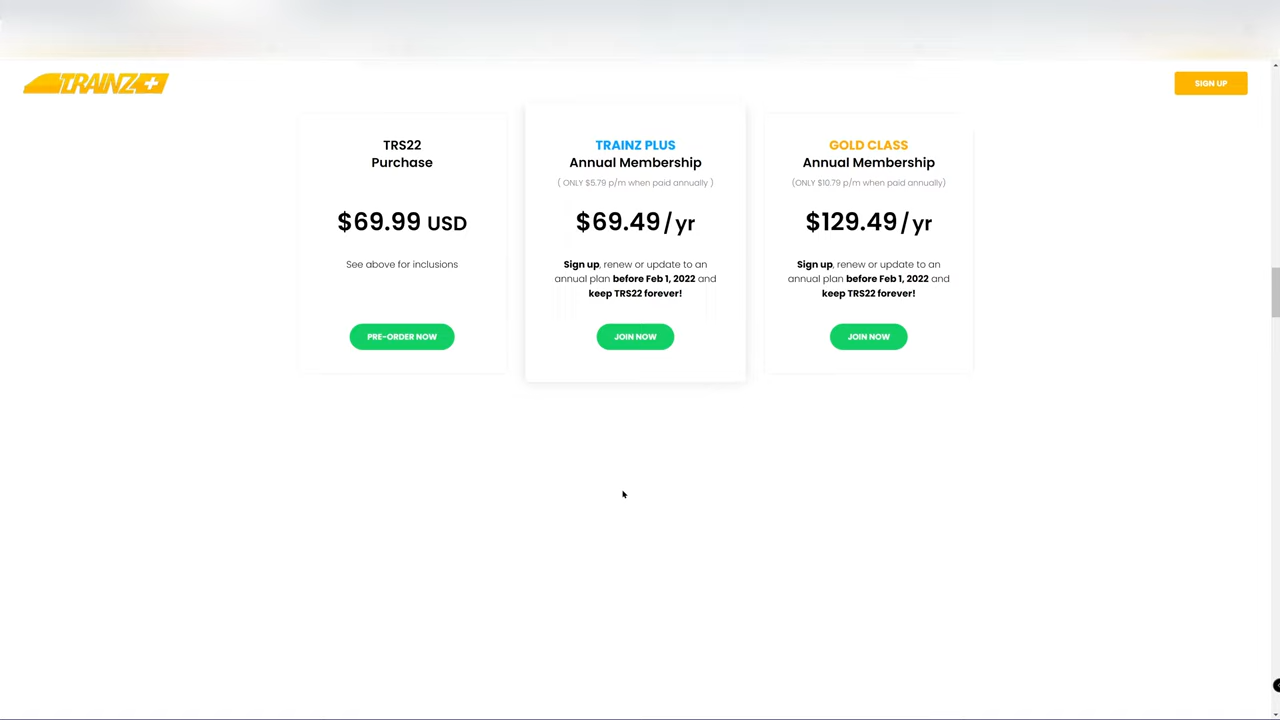 TRAINZ+
SIGN UP
TRS22
Purchase
$69.99 USD
See above for inclusions
PRE-ORDER NOW
TRAINZ PLUS
Annual Membership
( ONLY $5.79 p/m when paid annually )
$69.49/yr
Sign up, renew or update to an
annual plan before Feb 1, 2022 and
keep TRS22 forever!
JOIN NOW
GOLD CLASS
Annual Membership
(ONLY $10.79 p/m when paid annually)
$129.49/yr
Sign up, renew or update to an
annual plan before Feb 1, 2022 and
keep TRS22 forever!
JOIN NOW